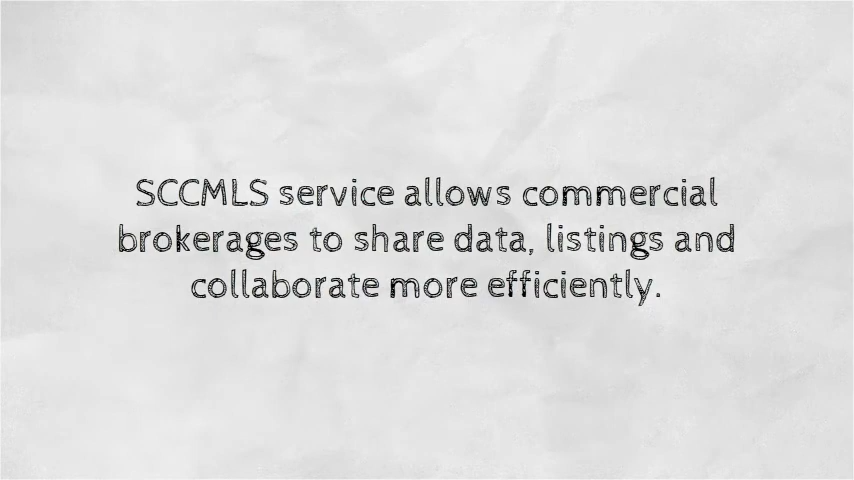 SCCMLS service allows commercial
brokerages to share data, listings and
collaborate more efficiently.